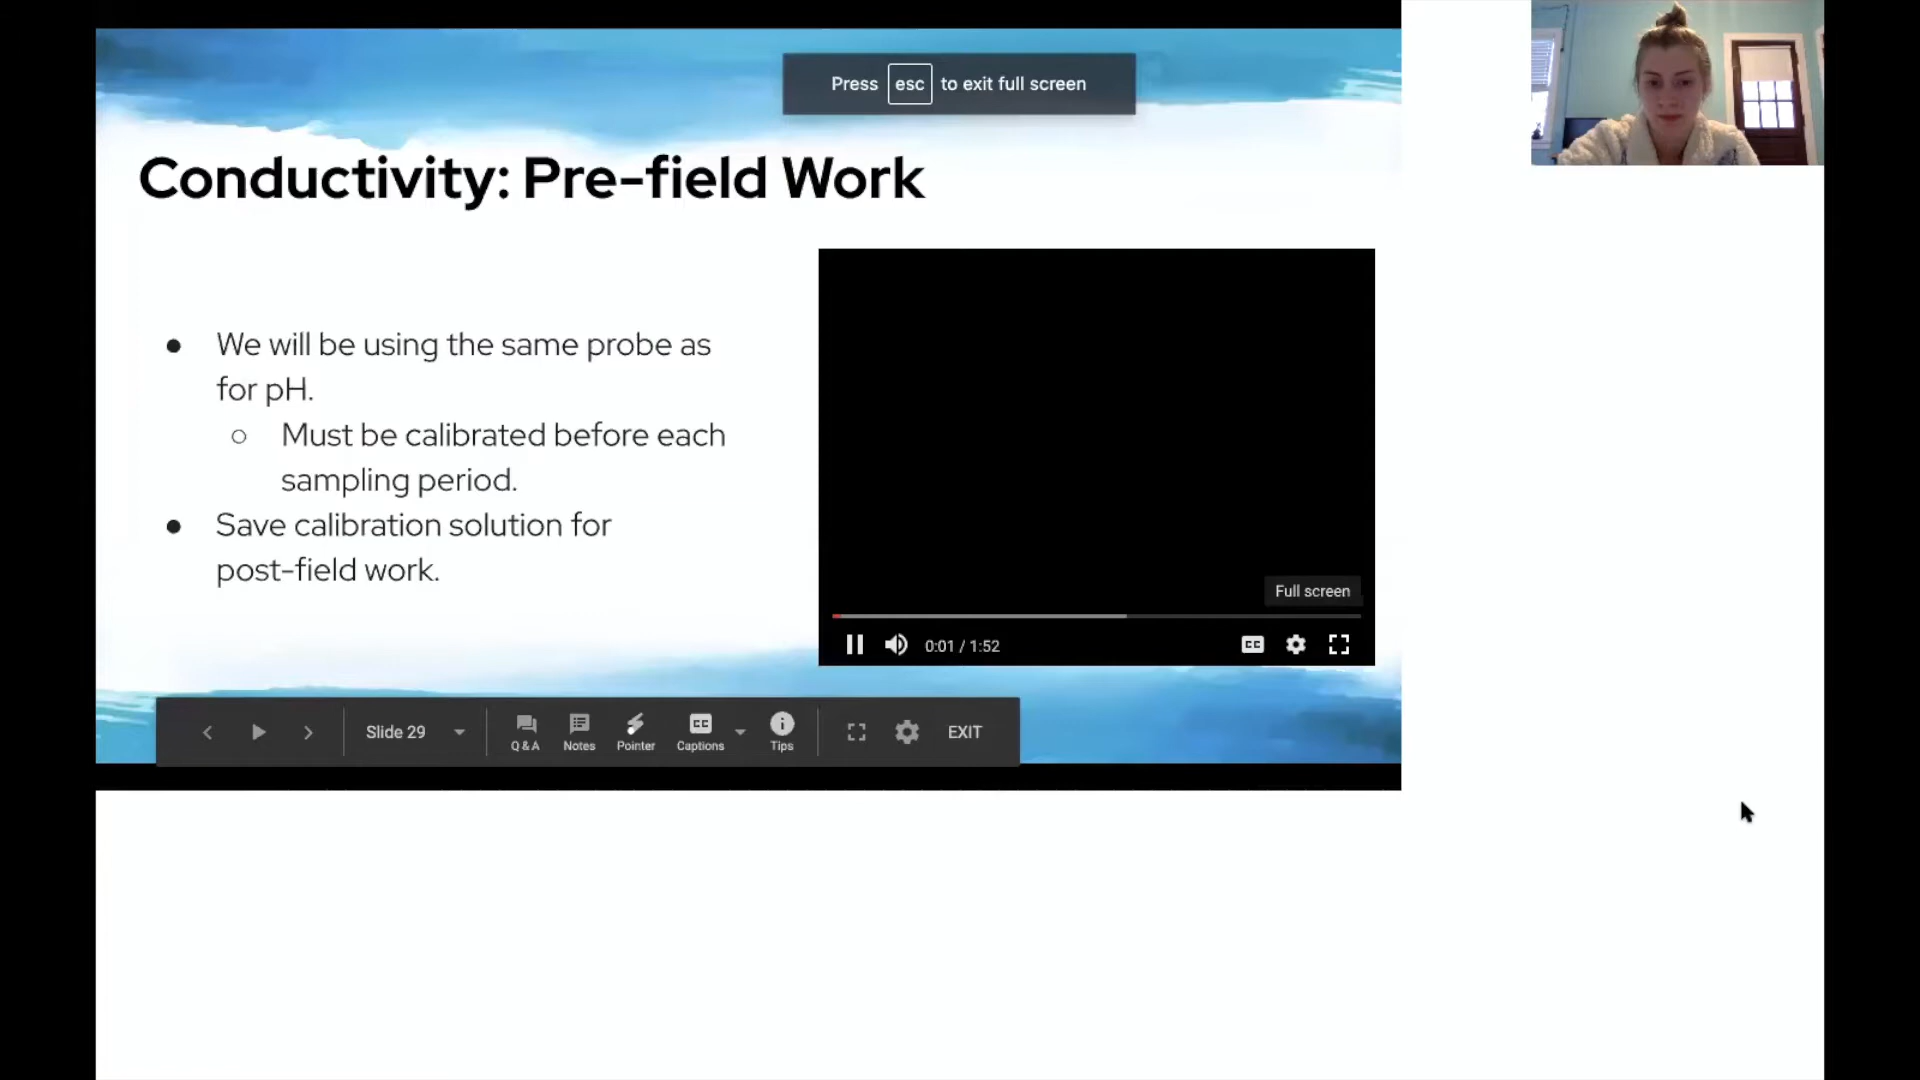 Press esc to exit full screen
Conductivity: Pre-field Work
● We will be using the same probe as
for pH.
○ Must be calibrated before each
sampling period.
● Save calibration solution for
post-field work.
Full screen
0:01 / 1:52
CC
Slide 29
Q & A
Notes
Pointer
CC
Captions
Tips
EXIT